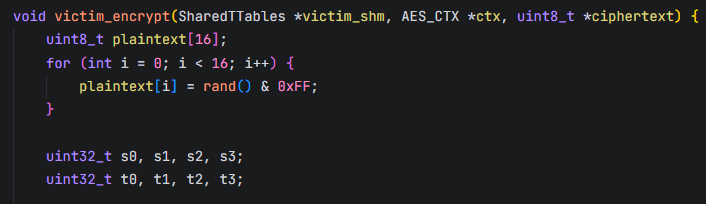 void victim_encrypt(SharedTTables *victim_shm, AES_CTX *ctx, uint8_t *ciphertext) {
    uint8_t plaintext[16];
    for (int i = 0; i < 16; i++) {
        plaintext[i] = rand() & 0xFF;
    }

    uint32_t s0, s1, s2, s3;
    uint32_t t0, t1, t2, t3;